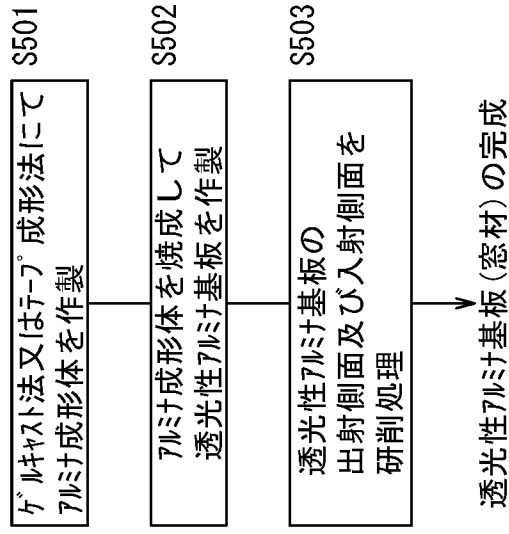 S501
ｹﾞﾙｷｬｽﾄ法又はﾃｰﾌﾟ成形法にて
ｱﾙﾐﾅ成形体を作製
S502
ｱﾙﾐﾅ成形体を焼成して
透光性ｱﾙﾐﾅ基板を作製
S503
透光性ｱﾙﾐﾅ基板の
出射側面及び入射側面を
研削処理
透光性ｱﾙﾐﾅ基板(窓材)の完成